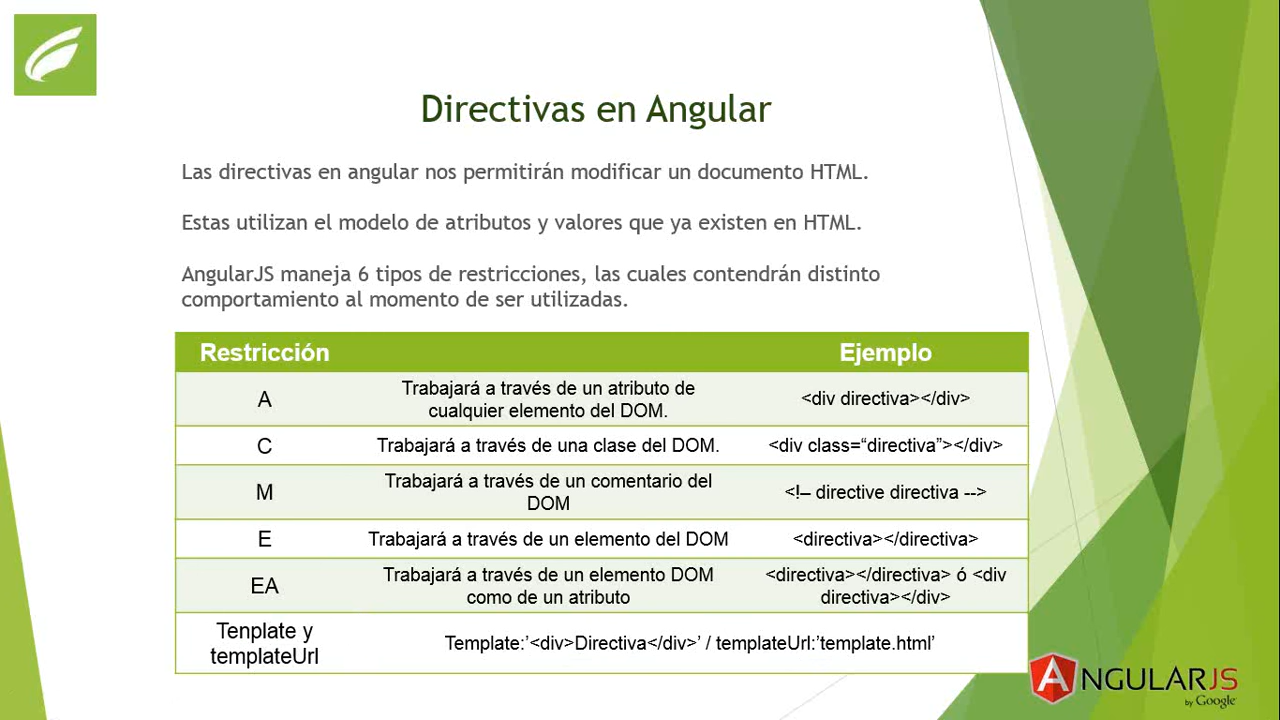 Directivas en Angular
Las directivas en angular nos permitirán modificar un documento HTML.
Estas utilizan el modelo de atributos y valores que ya existen en HTML.
AngularJS maneja 6 tipos de restricciones, las cuales contendrán distinto
comportamiento al momento de ser utilizadas.
Restricción Ejemplo
A Trabajará a través de un atributo de
cualquier elemento del DOM. <div directiva></div>
C Trabajará a través de una clase del DOM. <div class=“directiva”></div>
M Trabajará a través de un comentario del
DOM <!– directive directiva -->
E Trabajará a través de un elemento del DOM <directiva></directiva>
EA Trabajará a través de un elemento DOM
como de un atributo <directiva></directiva> ó <div
directiva></div>
Tenplate y
templateUrl Template:’<div>Directiva</div>’ / templateUrl:’template.html’
ANGULARJS
by Google